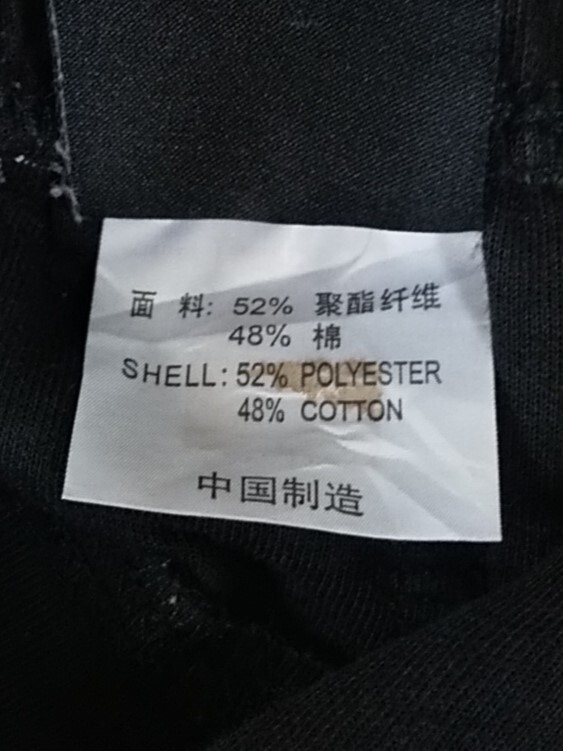 面 料: 52% 聚酯纤维
48% 棉
SHELL: 52% POLYESTER
48% COTTON
中国制造